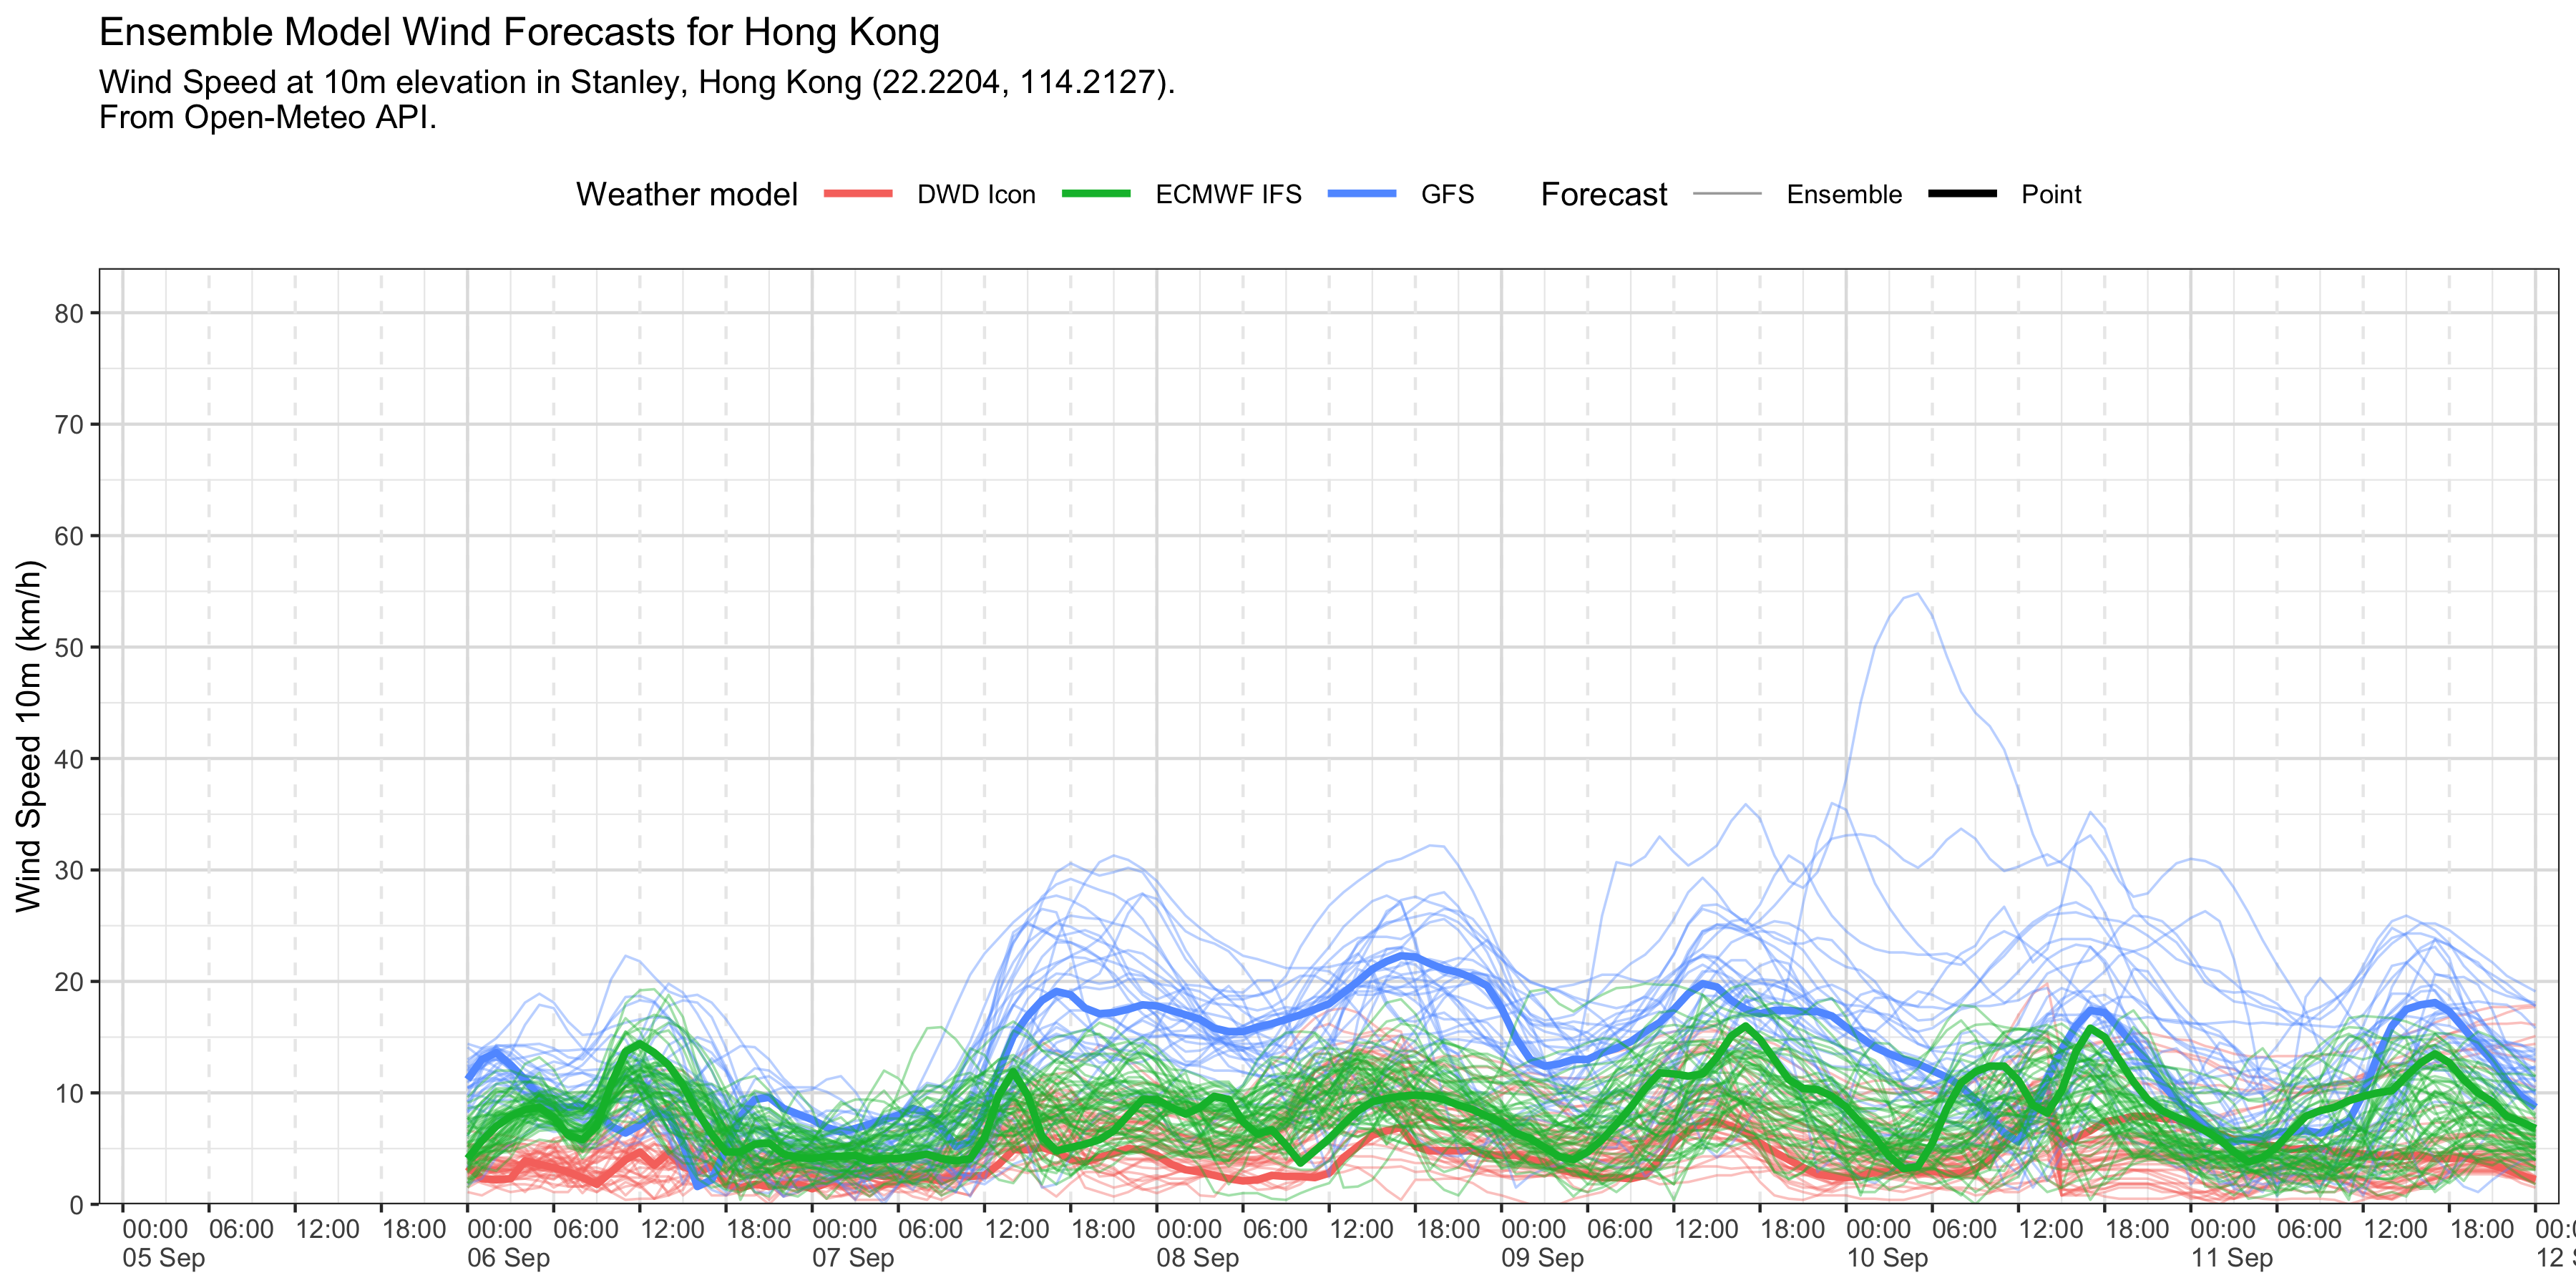 Ensemble Model Wind Forecasts for Hong Kong
Wind Speed at 10m elevation in Stanley, Hong Kong (22.2204, 114.2127).
From Open-Meteo API.
Weather model DWD Icon ECMWF IFS GFS Forecast Ensemble Point
Wind Speed 10m (km/h)
80
70
60
50
40
30
20
10
0
00:00 06:00 12:00 18:00 00:00 06:00 12:00 18:00 00:00 06:00 12:00 18:00 00:00 06:00 12:00 18:00 00:00 06:00 12:00 18:00 00:00 06:00 12:00 18:00 00:00 06:00 12:00 18:00
05 Sep 06 Sep 07 Sep 08 Sep 09 Sep 10 Sep 11 Sep 12